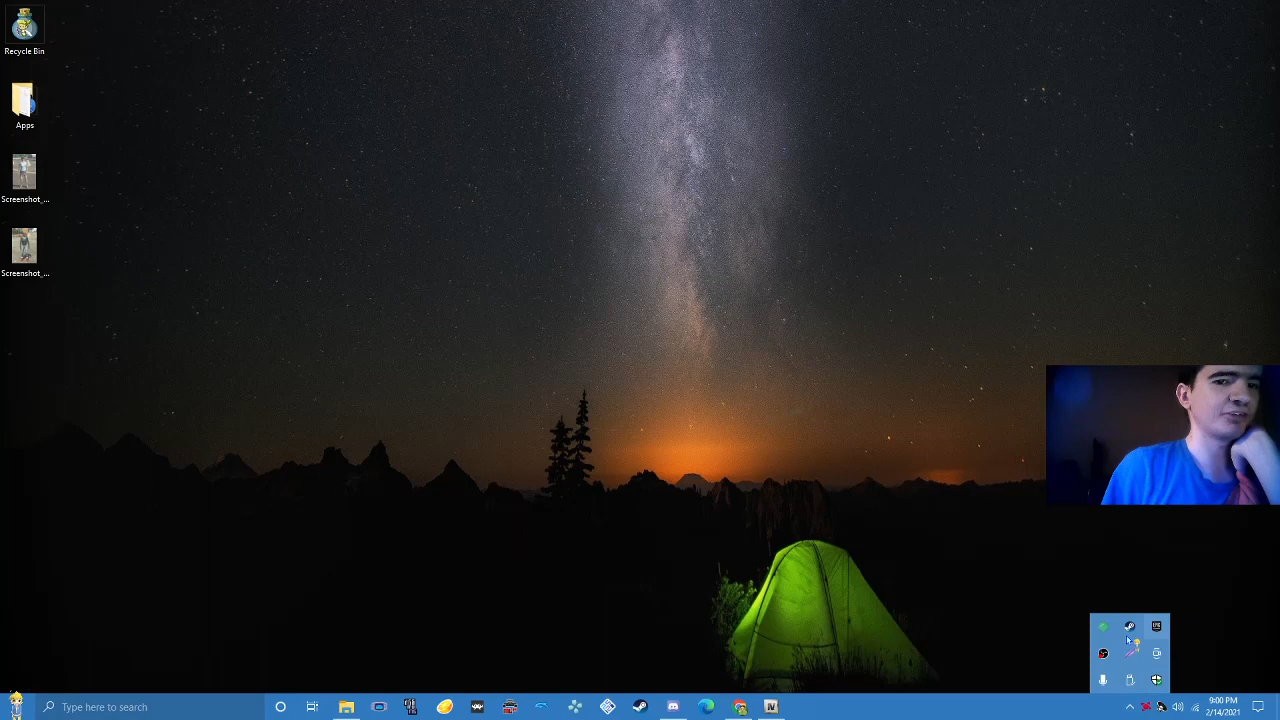 Recycle Bin
Apps
Screenshot_...
Screenshot_...
Type here to search
9:00 PM
2/14/2021